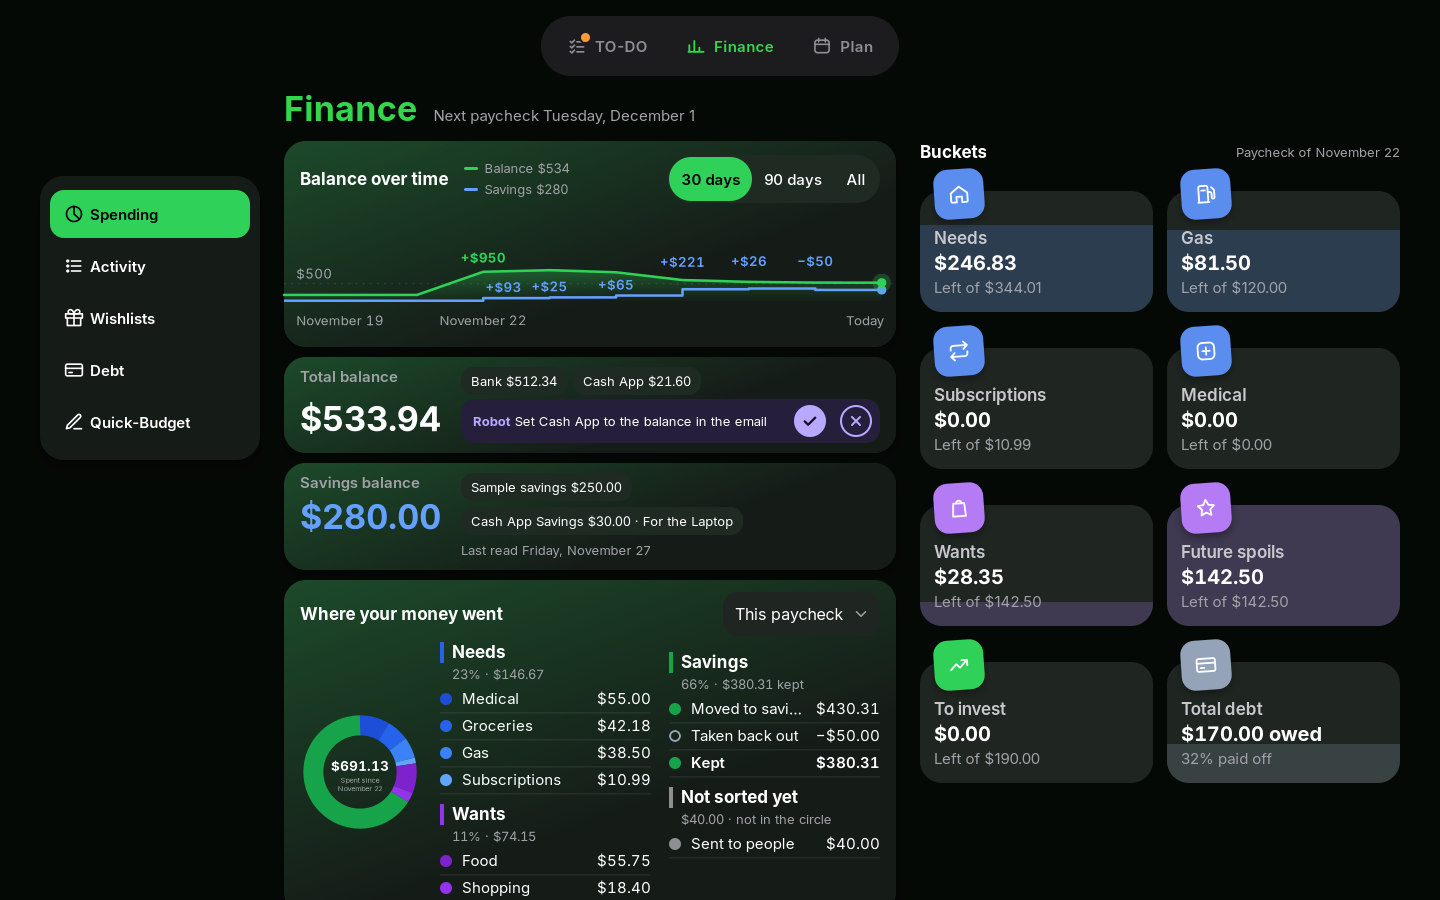 TO-DO
Finance
Plan
Finance
Next paycheck Tuesday, December 1
Spending
Activity
Wishlists
Debt
Quick-Budget
Balance over time
Balance $534
Savings $280
30 days
90 days
All
$500
+$950
+$93
+$25
+$65
+$221
+$26
−$50
November 19
November 22
Today
Total balance
$533.94
Bank $512.34
Cash App $21.60
Robot Set Cash App to the balance in the email
Savings balance
$280.00
Sample savings $250.00
Cash App Savings $30.00 · For the Laptop
Last read Friday, November 27
Where your money went
This paycheck
$691.13
Spent since
November 22
Needs
23% · $146.67
Medical $55.00
Groceries $42.18
Gas $38.50
Subscriptions $10.99
Wants
11% · $74.15
Food $55.75
Shopping $18.40
Savings
66% · $380.31 kept
Moved to savi... $430.31
Taken back out −$50.00
Kept $380.31
Not sorted yet
$40.00 · not in the circle
Sent to people $40.00
Buckets
Paycheck of November 22
Needs
$246.83
Left of $344.01
Gas
$81.50
Left of $120.00
Subscriptions
$0.00
Left of $10.99
Medical
$0.00
Left of $0.00
Wants
$28.35
Left of $142.50
Future spoils
$142.50
Left of $142.50
To invest
$0.00
Left of $190.00
Total debt
$170.00 owed
32% paid off